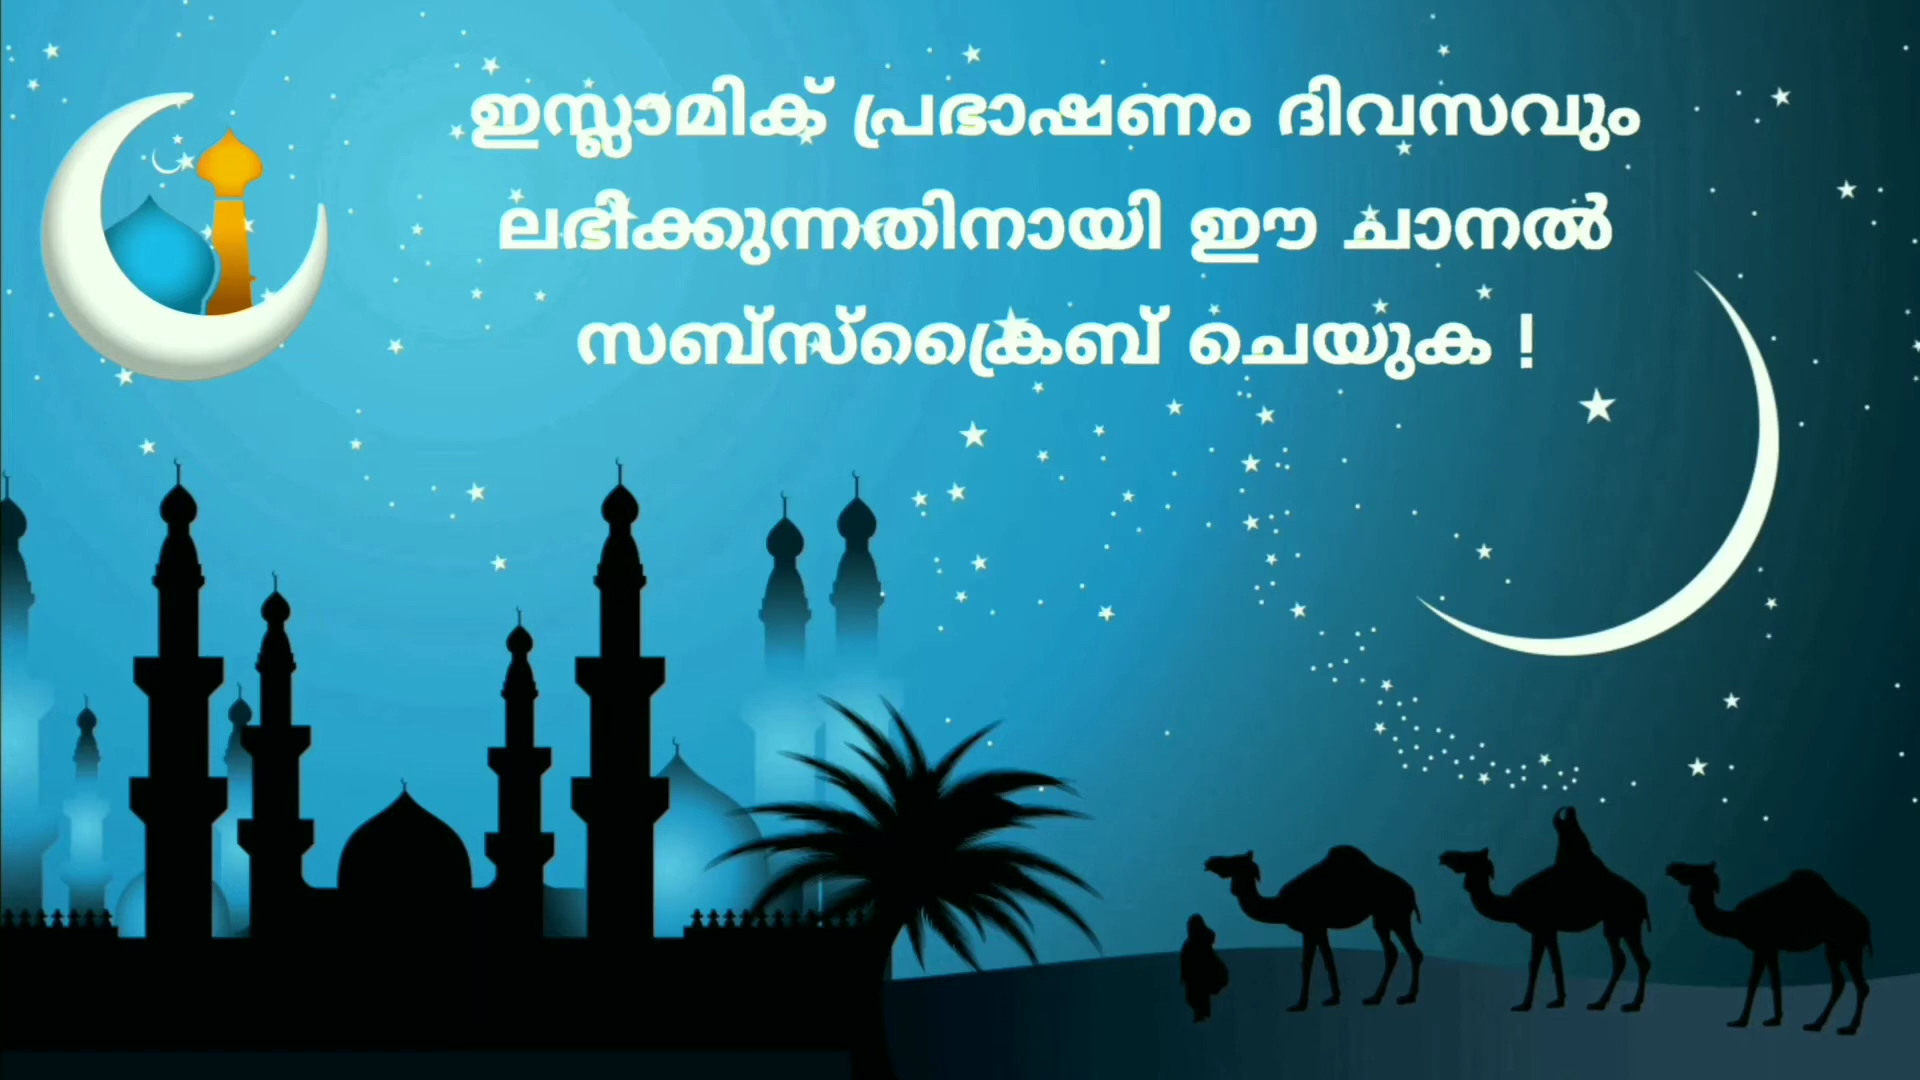 ഇസ്ലാമിക് പ്രഭാഷണം ദിവസവും
ലഭിക്കുന്നതിനായി ഈ ചാനൽ
സബ്സ്ക്രൈബ് ചെയുക !